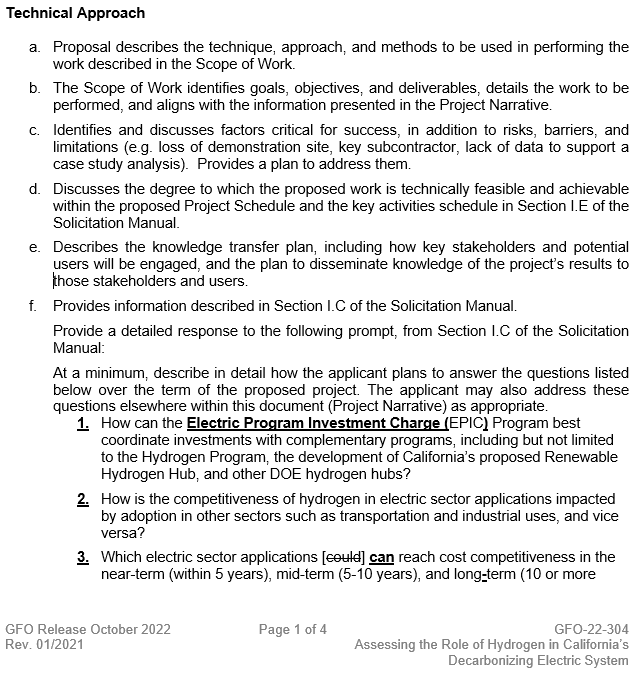 Technical Approach
a. Proposal describes the technique, approach, and methods to be used in performing the
work described in the Scope of Work.
b. The Scope of Work identifies goals, objectives, and deliverables, details the work to be
performed, and aligns with the information presented in the Project Narrative.
c. Identifies and discusses factors critical for success, in addition to risks, barriers, and
limitations (e.g. loss of demonstration site, key subcontractor, lack of data to support a
case study analysis). Provides a plan to address them.
d. Discusses the degree to which the proposed work is technically feasible and achievable
within the proposed Project Schedule and the key activities schedule in Section I.E of the
Solicitation Manual.
e. Describes the knowledge transfer plan, including how key stakeholders and potential
users will be engaged, and the plan to disseminate knowledge of the project's results to
those stakeholders and users.
f. Provides information described in Section I.C of the Solicitation Manual.
Provide a detailed response to the following prompt, from Section I.C of the Solicitation
Manual:
At a minimum, describe in detail how the applicant plans to answer the questions listed
below over the term of the proposed project. The applicant may also address these
questions elsewhere within this document (Project Narrative) as appropriate.
1. How can the Electric Program Investment Charge (EPIC) Program best
coordinate investments with complementary programs, including but not limited
to the Hydrogen Program, the development of California's proposed Renewable
Hydrogen Hub, and other DOE hydrogen hubs?
2. How is the competitiveness of hydrogen in electric sector applications impacted
by adoption in other sectors such as transportation and industrial uses, and vice
versa?
3. Which electric sector applications [could] can reach cost competitiveness in the
near-term (within 5 years), mid-term (5-10 years), and long-term (10 or more
GFO Release October 2022 Page 1 of 4 GFO-22-304
Rev. 01/2021 Assessing the Role of Hydrogen in California's
Decarbonizing Electric System